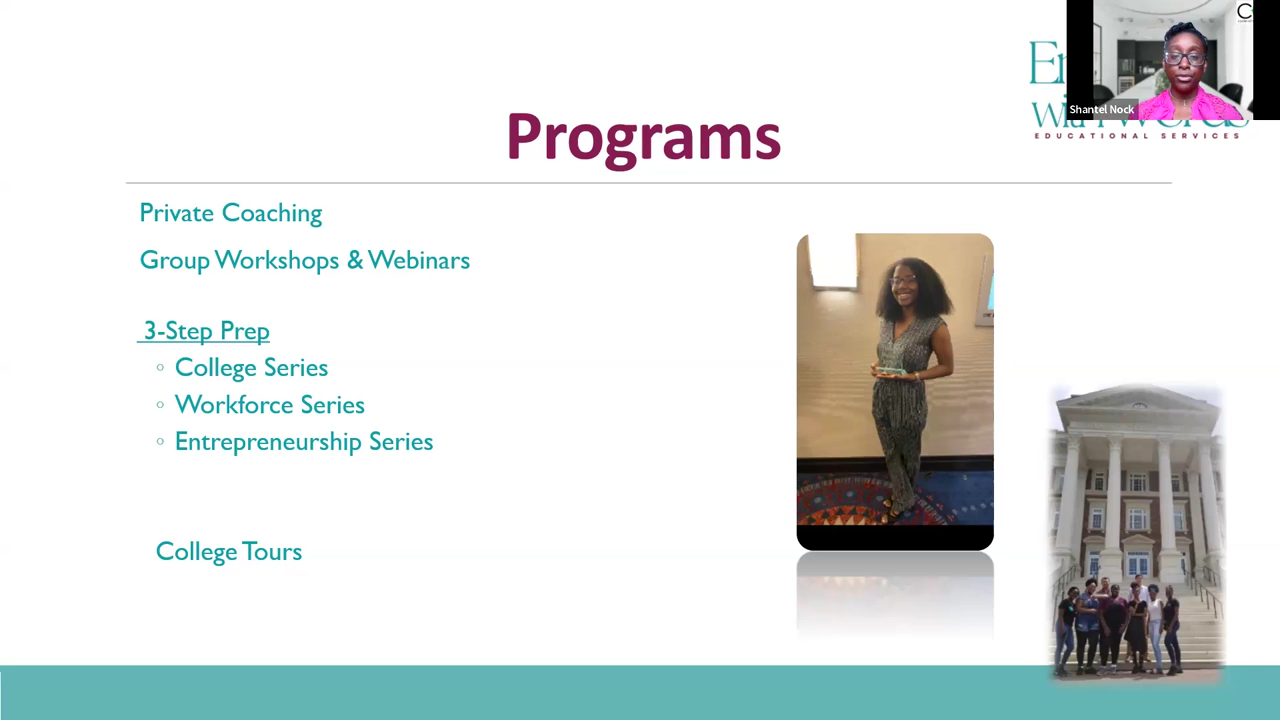 Shantel Nock
EDUCATIONAL SERVICES
Programs
Private Coaching
Group Workshops & Webinars
3-Step Prep
College Series
Workforce Series
Entrepreneurship Series
College Tours